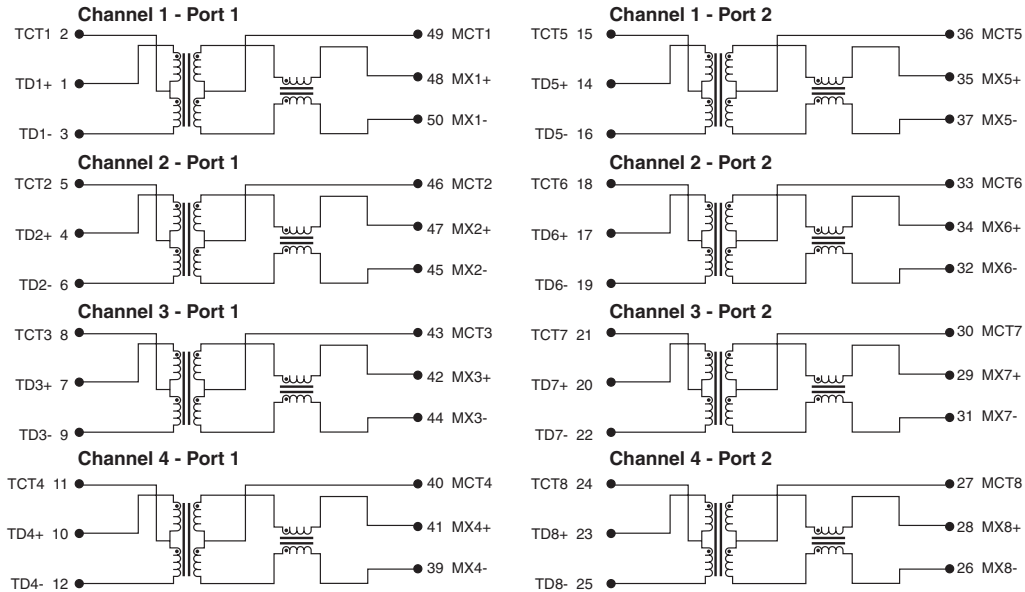 Channel 1 - Port 1
TCT1 2
49 MCT1
TD1+ 1
48 MX1+
50 MX1-
TD1- 3
Channel 2 - Port 1
TCT2 5
46 MCT2
TD2+ 4
47 MX2+
45 MX2-
TD2- 6
Channel 3 - Port 1
TCT3 8
43 MCT3
TD3+ 7
42 MX3+
44 MX3-
TD3- 9
Channel 4 - Port 1
TCT4 11
40 MCT4
TD4+ 10
41 MX4+
39 MX4-
TD4- 12
Channel 1 - Port 2
TCT5 15
36 MCT5
TD5+ 14
35 MX5+
37 MX5-
TD5- 16
Channel 2 - Port 2
TCT6 18
33 MCT6
TD6+ 17
34 MX6+
32 MX6-
TD6- 19
Channel 3 - Port 2
TCT7 21
30 MCT7
TD7+ 20
29 MX7+
31 MX7-
TD7- 22
Channel 4 - Port 2
TCT8 24
27 MCT8
TD8+ 23
28 MX8+
26 MX8-
TD8- 25